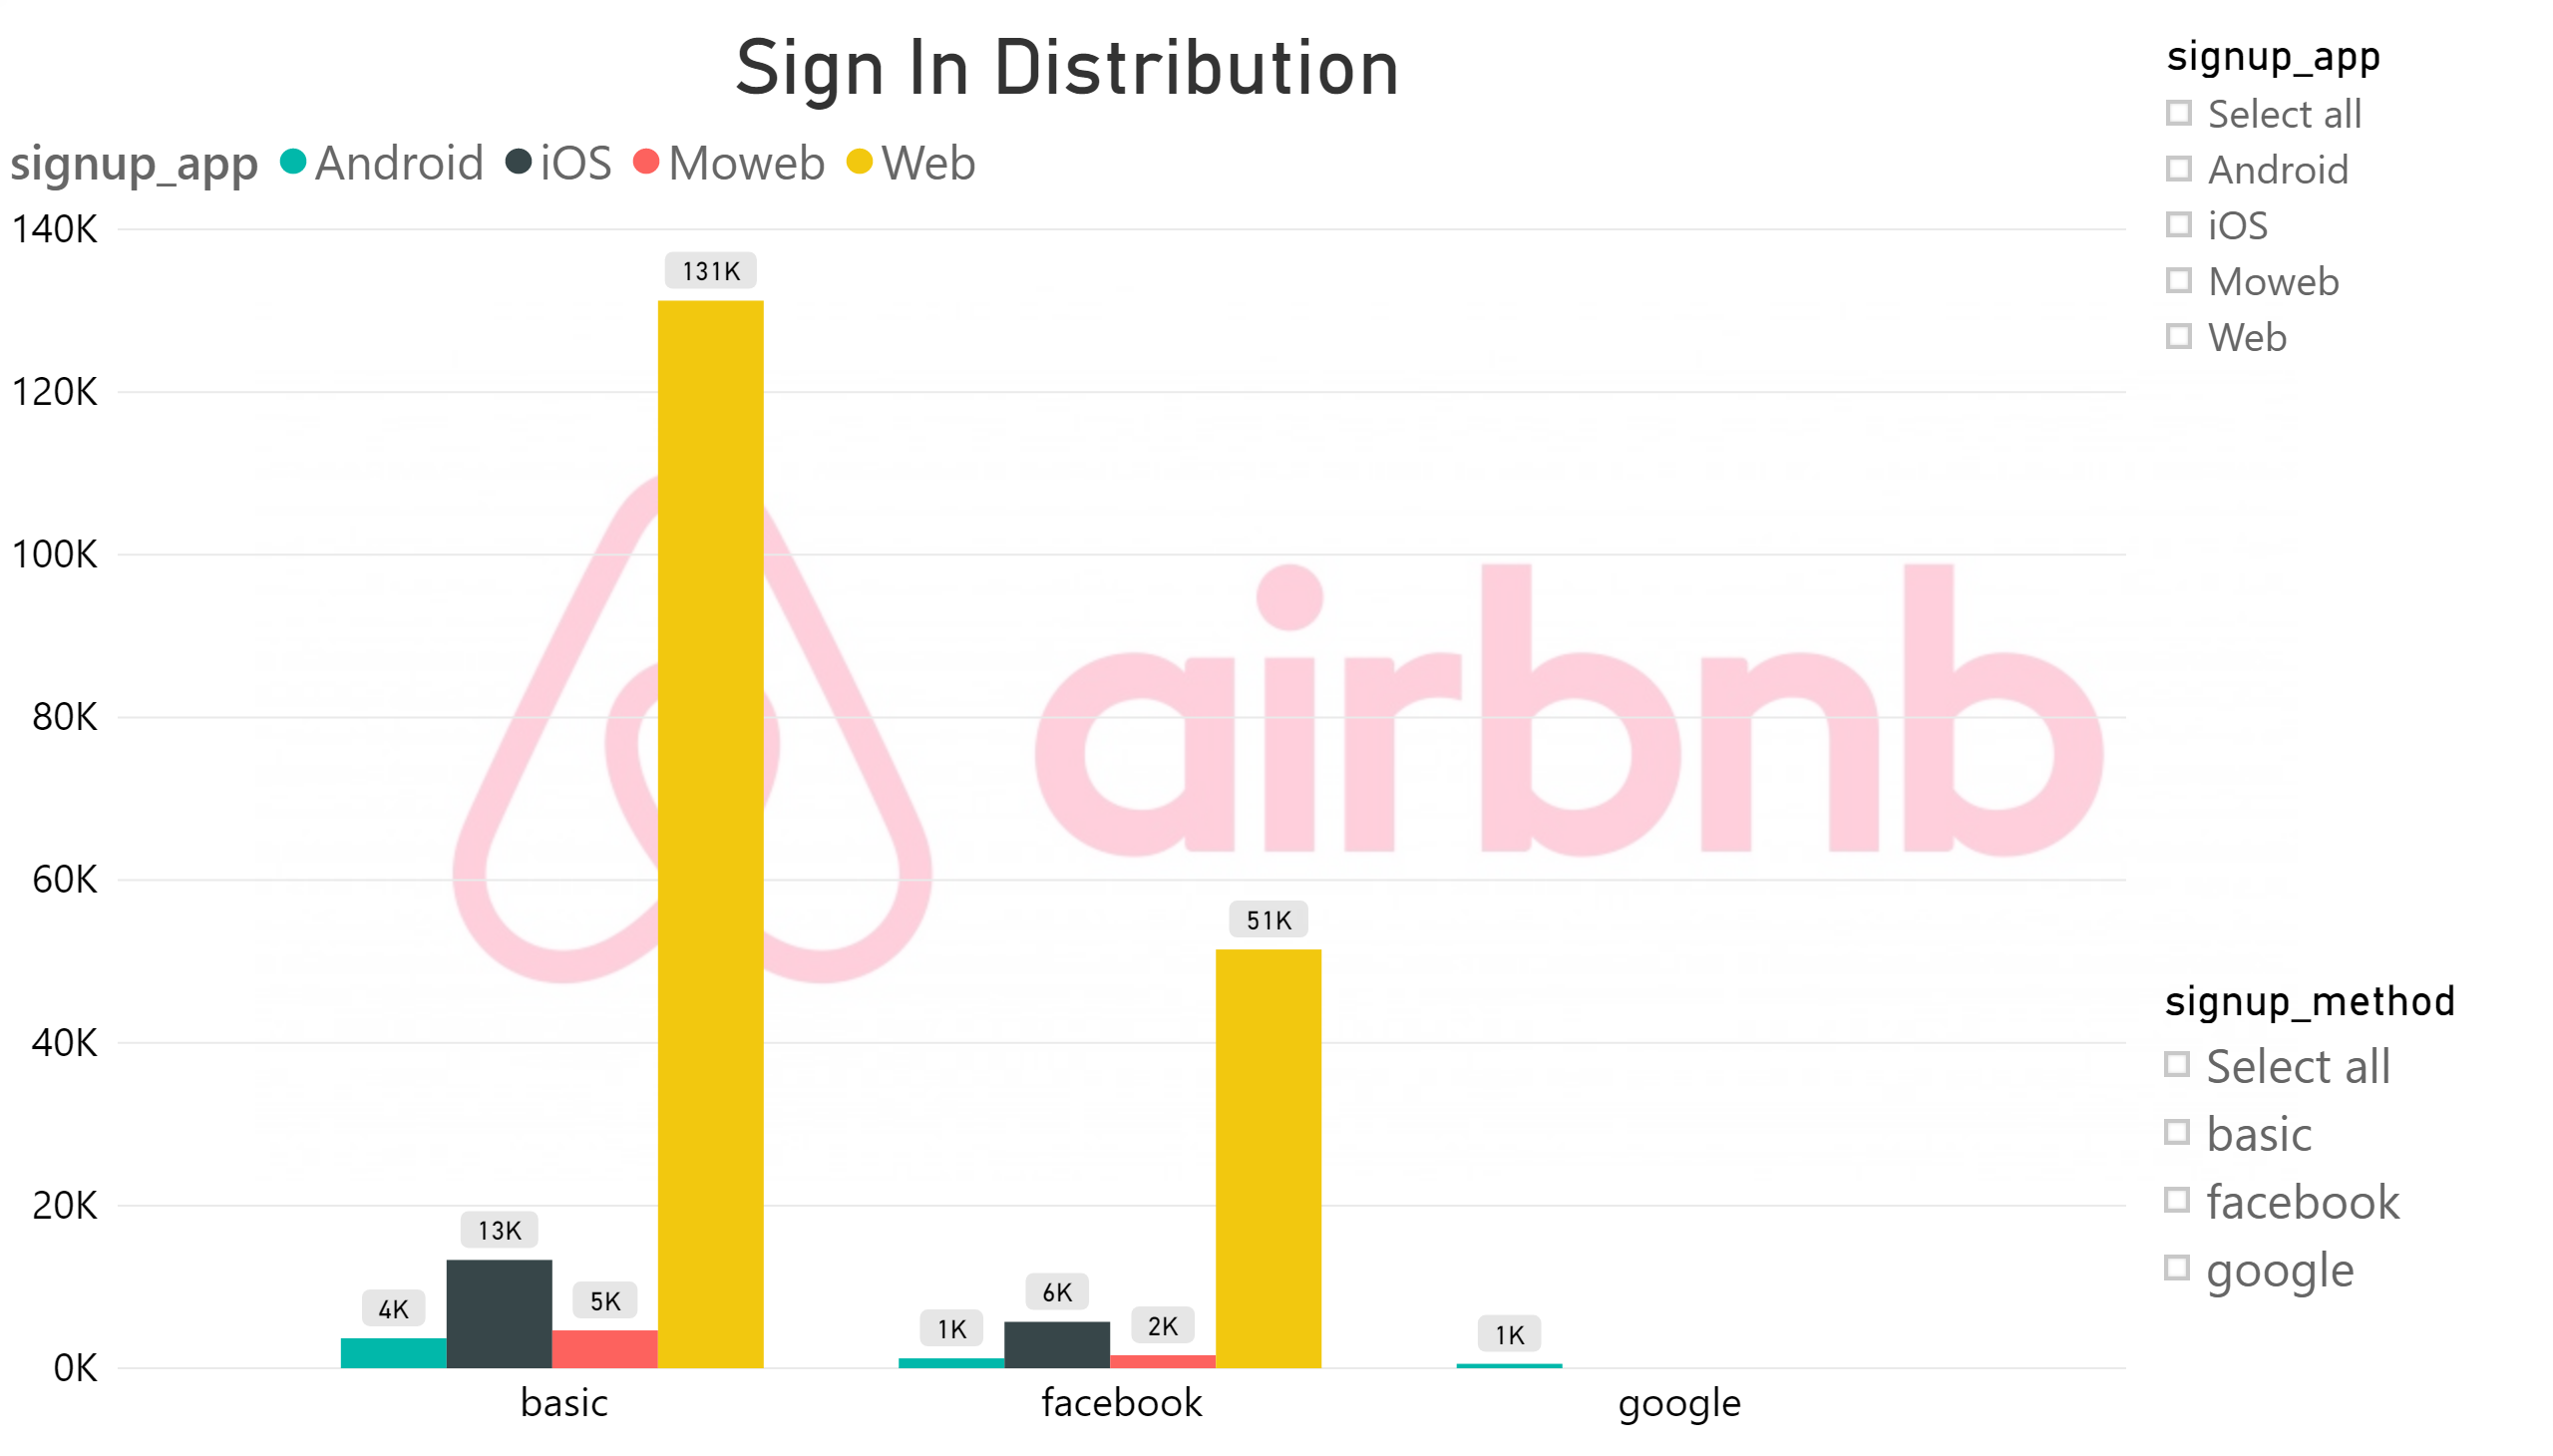 Sign In Distribution
signup_app Android iOS Moweb Web
140K
120K
100K
80K
60K
40K
20K
0K
131K
13K
4K
5K
51K
6K
1K
2K
1K
basic
facebook
google
airbnb
signup_app
Select all
Android
iOS
Moweb
Web
signup_method
Select all
basic
facebook
google